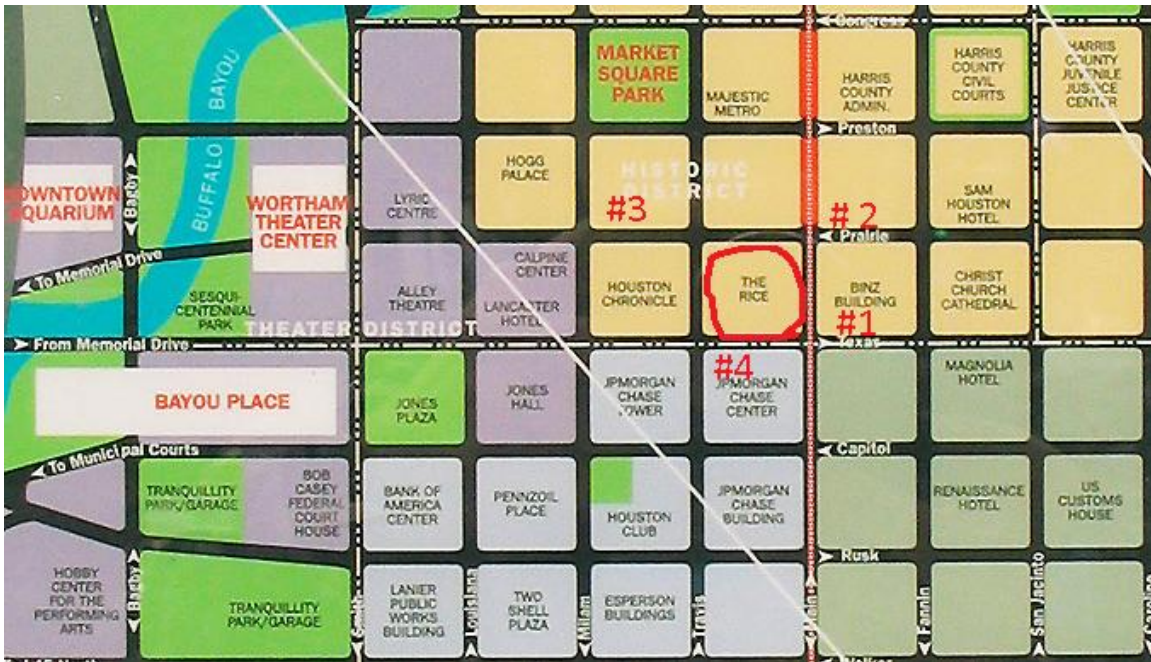 Congress
MARKET
SQUARE
PARK
MAJESTIC
METRO
HARRIS
COUNTY
ADMIN.
HARRIS
COUNTY
CIVIL
COURTS
HARRIS
COUNTY
JUVENILE
JUSTICE
CENTER
BUFFALO BAYOU
Preston
DOWNTOWN
AQUARIUM
Bagby
WORTHAM
THEATER
CENTER
LYRIC
CENTRE
HOGG
PALACE
HISTORIC
DISTRICT
#3
#2
SAM
HOUSTON
HOTEL
Prairie
To Memorial Drive
SESQUI-
CENTENNIAL
PARK
ALLEY
THEATRE
CALPINE
CENTER
LANCASTER
HOTEL
HOUSTON
CHRONICLE
THE
RICE
BINZ
BUILDING
#1
CHRIST
CHURCH
CATHEDRAL
THEATER DISTRICT
From Memorial Drive
Texas
BAYOU PLACE
JONES
PLAZA
JONES
HALL
JPMORGAN
CHASE
TOWER
#4
JPMORGAN
CHASE
CENTER
MAGNOLIA
HOTEL
To Municipal Courts
Capitol
TRANQUILLITY
PARK/GARAGE
BOB
CASEY
FEDERAL
COURT
HOUSE
BANK OF
AMERICA
CENTER
PENNZOIL
PLACE
HOUSTON
CLUB
JPMORGAN
CHASE
BUILDING
RENAISSANCE
HOTEL
US
CUSTOMS
HOUSE
Rusk
HOBBY
CENTER
FOR THE
PERFORMING
ARTS
Bagby
TRANQUILLITY
PARK/GARAGE
LANIER
PUBLIC
WORKS
BUILDING
Louisiana
TWO
SHELL
PLAZA
Milam
ESPERSON
BUILDINGS
Travis
Fannin
San Jacinto